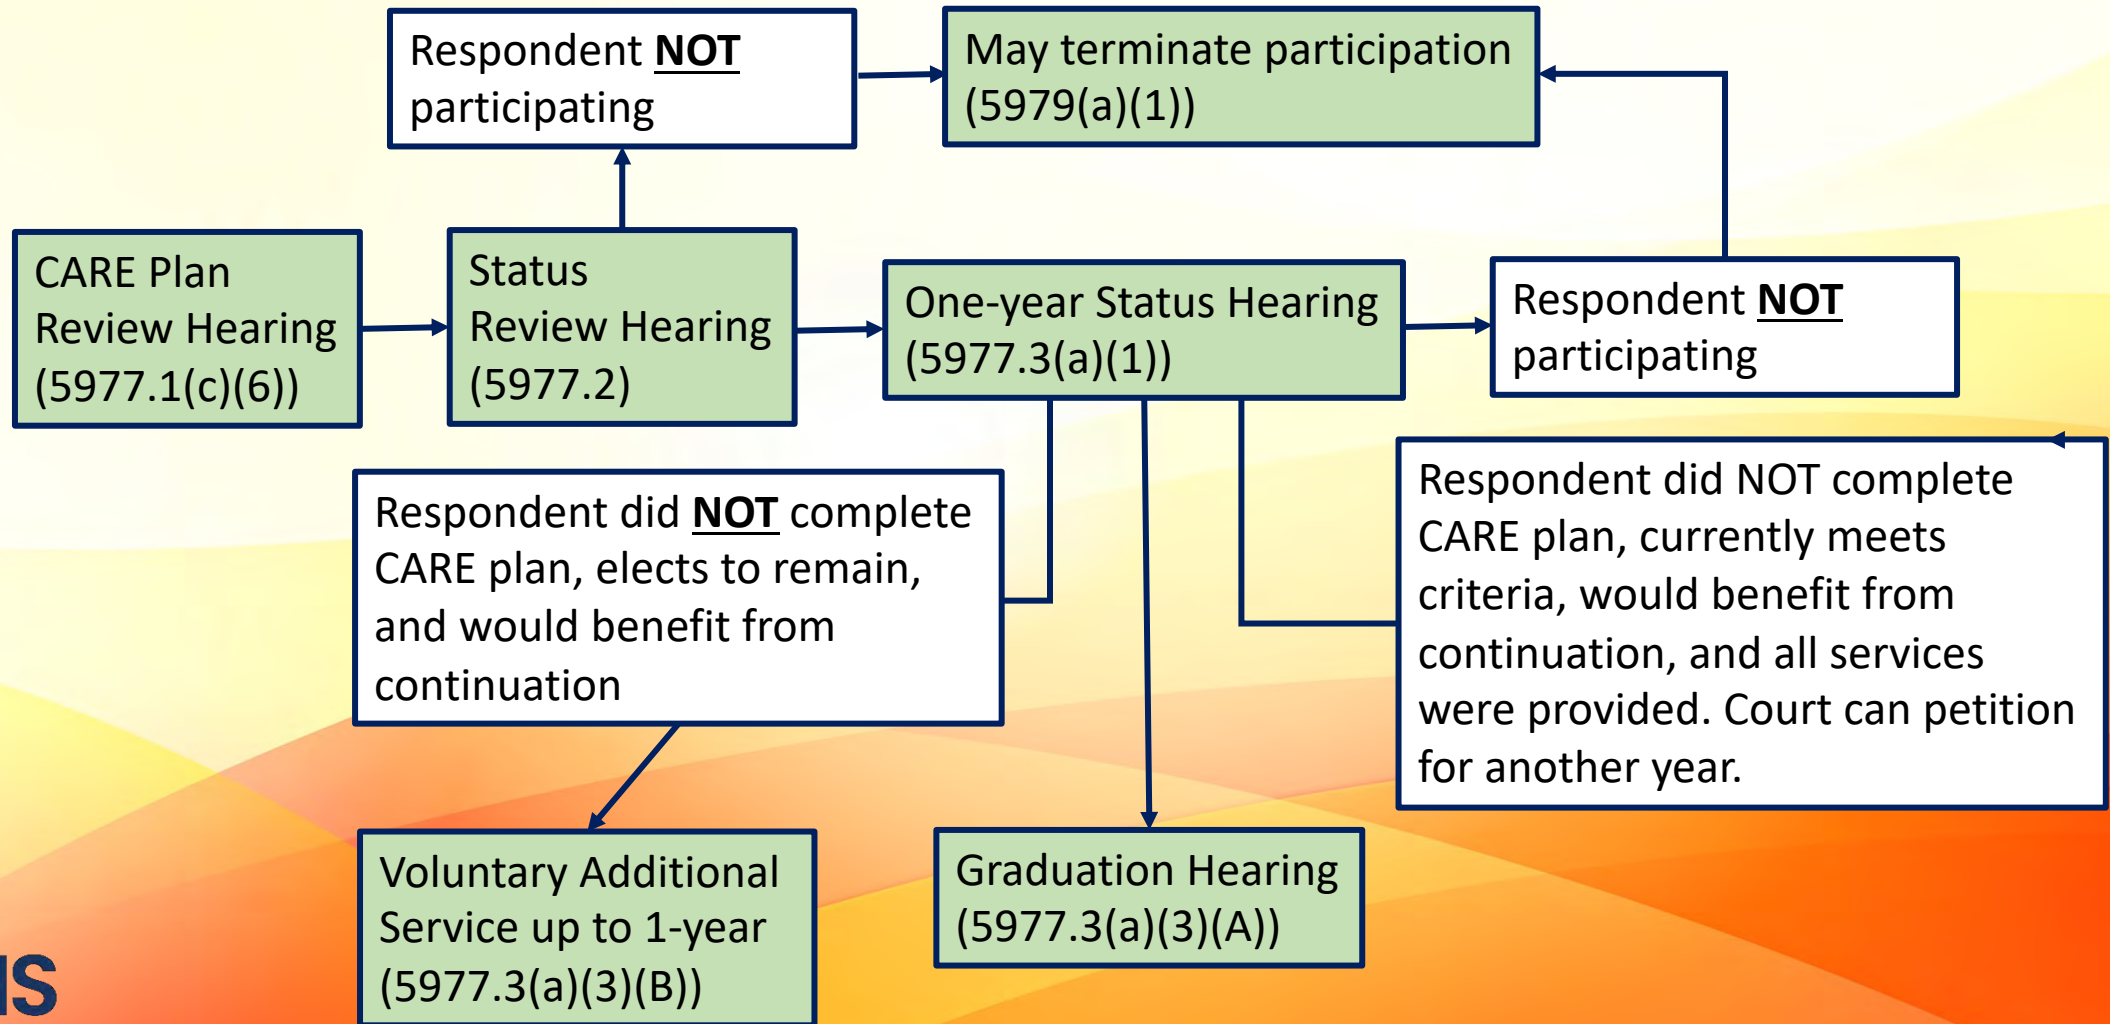 Respondent NOT
participating
May terminate participation
(5979(a)(1))
CARE Plan
Review Hearing
(5977.1(c)(6))
Status
Review Hearing
(5977.2)
One-year Status Hearing
(5977.3(a)(1))
Respondent NOT
participating
Respondent did NOT complete
CARE plan, elects to remain,
and would benefit from
continuation
Respondent did NOT complete
CARE plan, currently meets
criteria, would benefit from
continuation, and all services
were provided. Court can petition
for another year.
Voluntary Additional
Service up to 1-year
(5977.3(a)(3)(B))
Graduation Hearing
(5977.3(a)(3)(A))